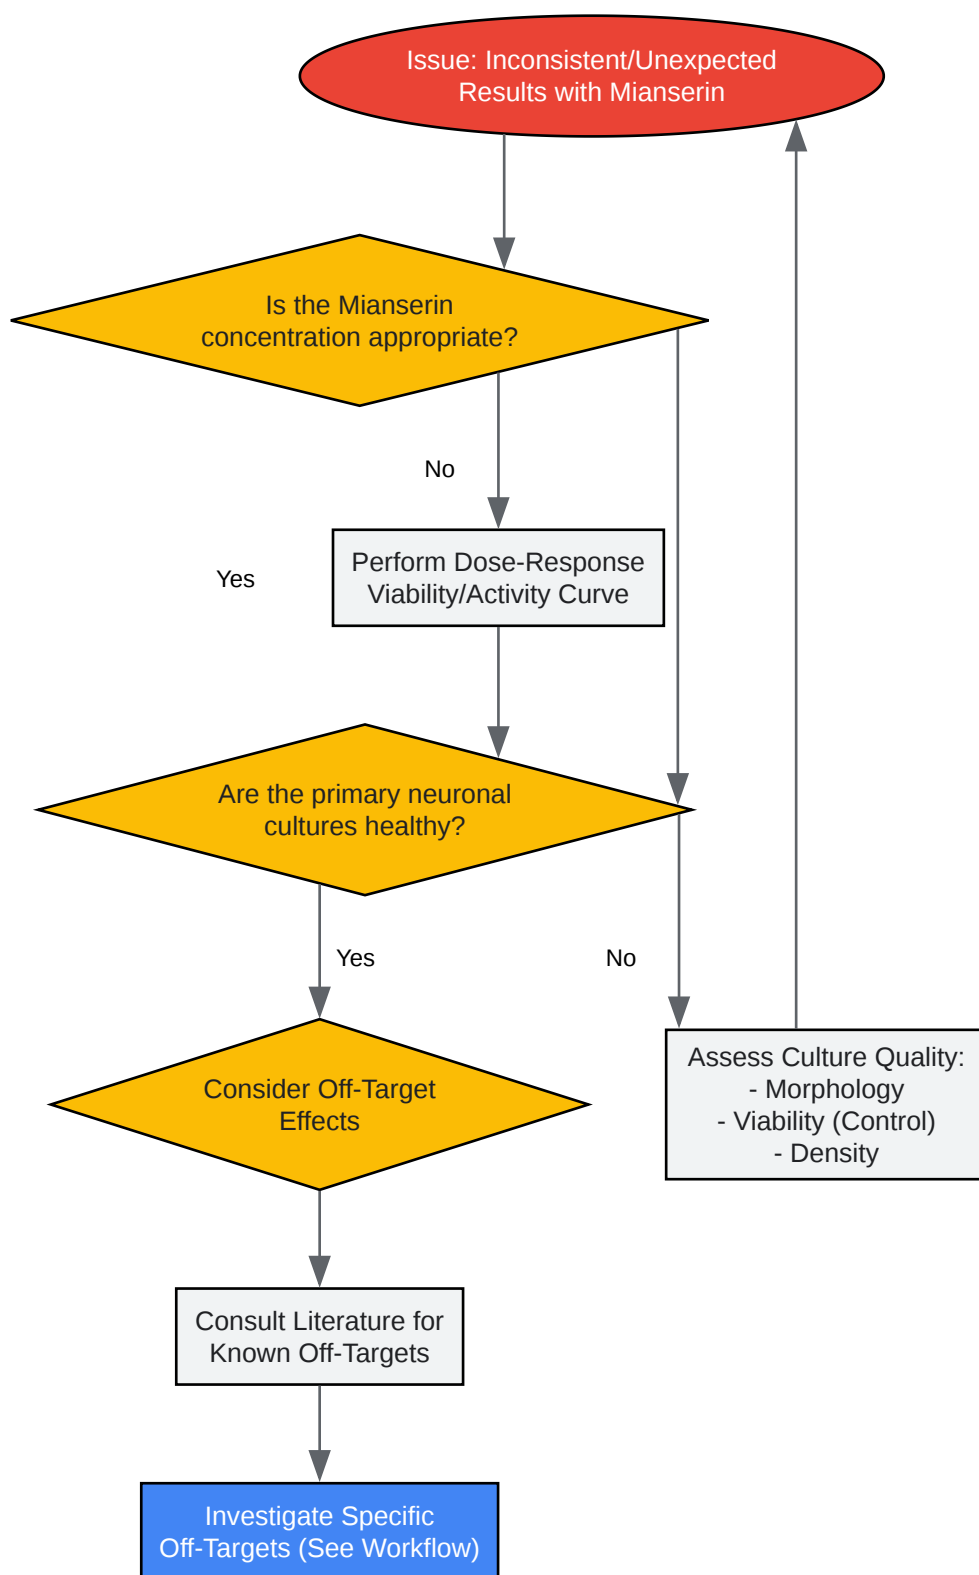 Issue: Inconsistent/Unexpected
Results with Mianserin
Is the Mianserin
concentration appropriate?
No
Perform Dose-Response
Viability/Activity Curve
Yes
Are the primary neuronal
cultures healthy?
Yes
No
Assess Culture Quality:
- Morphology
- Viability (Control)
- Density
Consider Off-Target
Effects
Consult Literature for
Known Off-Targets
Investigate Specific
Off-Targets (See Workflow)